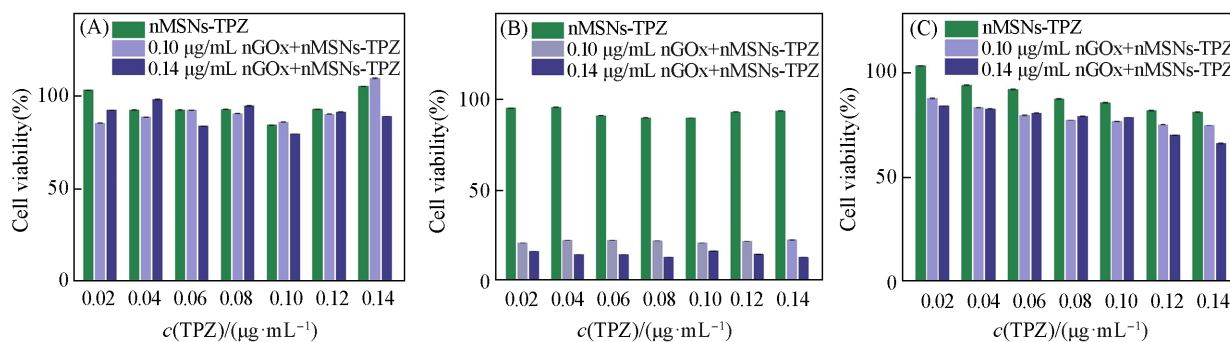 (A)
nMSNs-TPZ
0.10 μg/mL nGOx+nMSNs-TPZ
0.14 μg/mL nGOx+nMSNs-TPZ
Cell viability(%)
100
50
0
0.02 0.04 0.06 0.08 0.10 0.12 0.14
c(TPZ)/(μg·mL⁻¹)
(B)
nMSNs-TPZ
0.10 μg/mL nGOx+nMSNs-TPZ
0.14 μg/mL nGOx+nMSNs-TPZ
Cell viability(%)
100
50
0
0.02 0.04 0.06 0.08 0.10 0.12 0.14
c(TPZ)/(μg·mL⁻¹)
(C)
nMSNs-TPZ
0.10 μg/mL nGOx+nMSNs-TPZ
0.14 μg/mL nGOx+nMSNs-TPZ
Cell viability(%)
100
50
0
0.02 0.04 0.06 0.08 0.10 0.12 0.14
c(TPZ)/(μg·mL⁻¹)